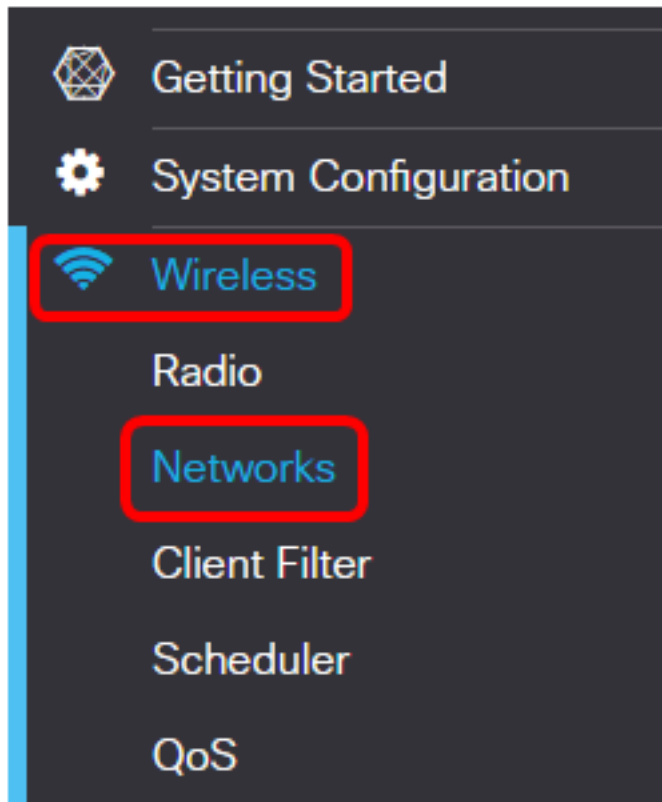 Getting Started
System Configuration
Wireless
Radio
Networks
Client Filter
Scheduler
QoS